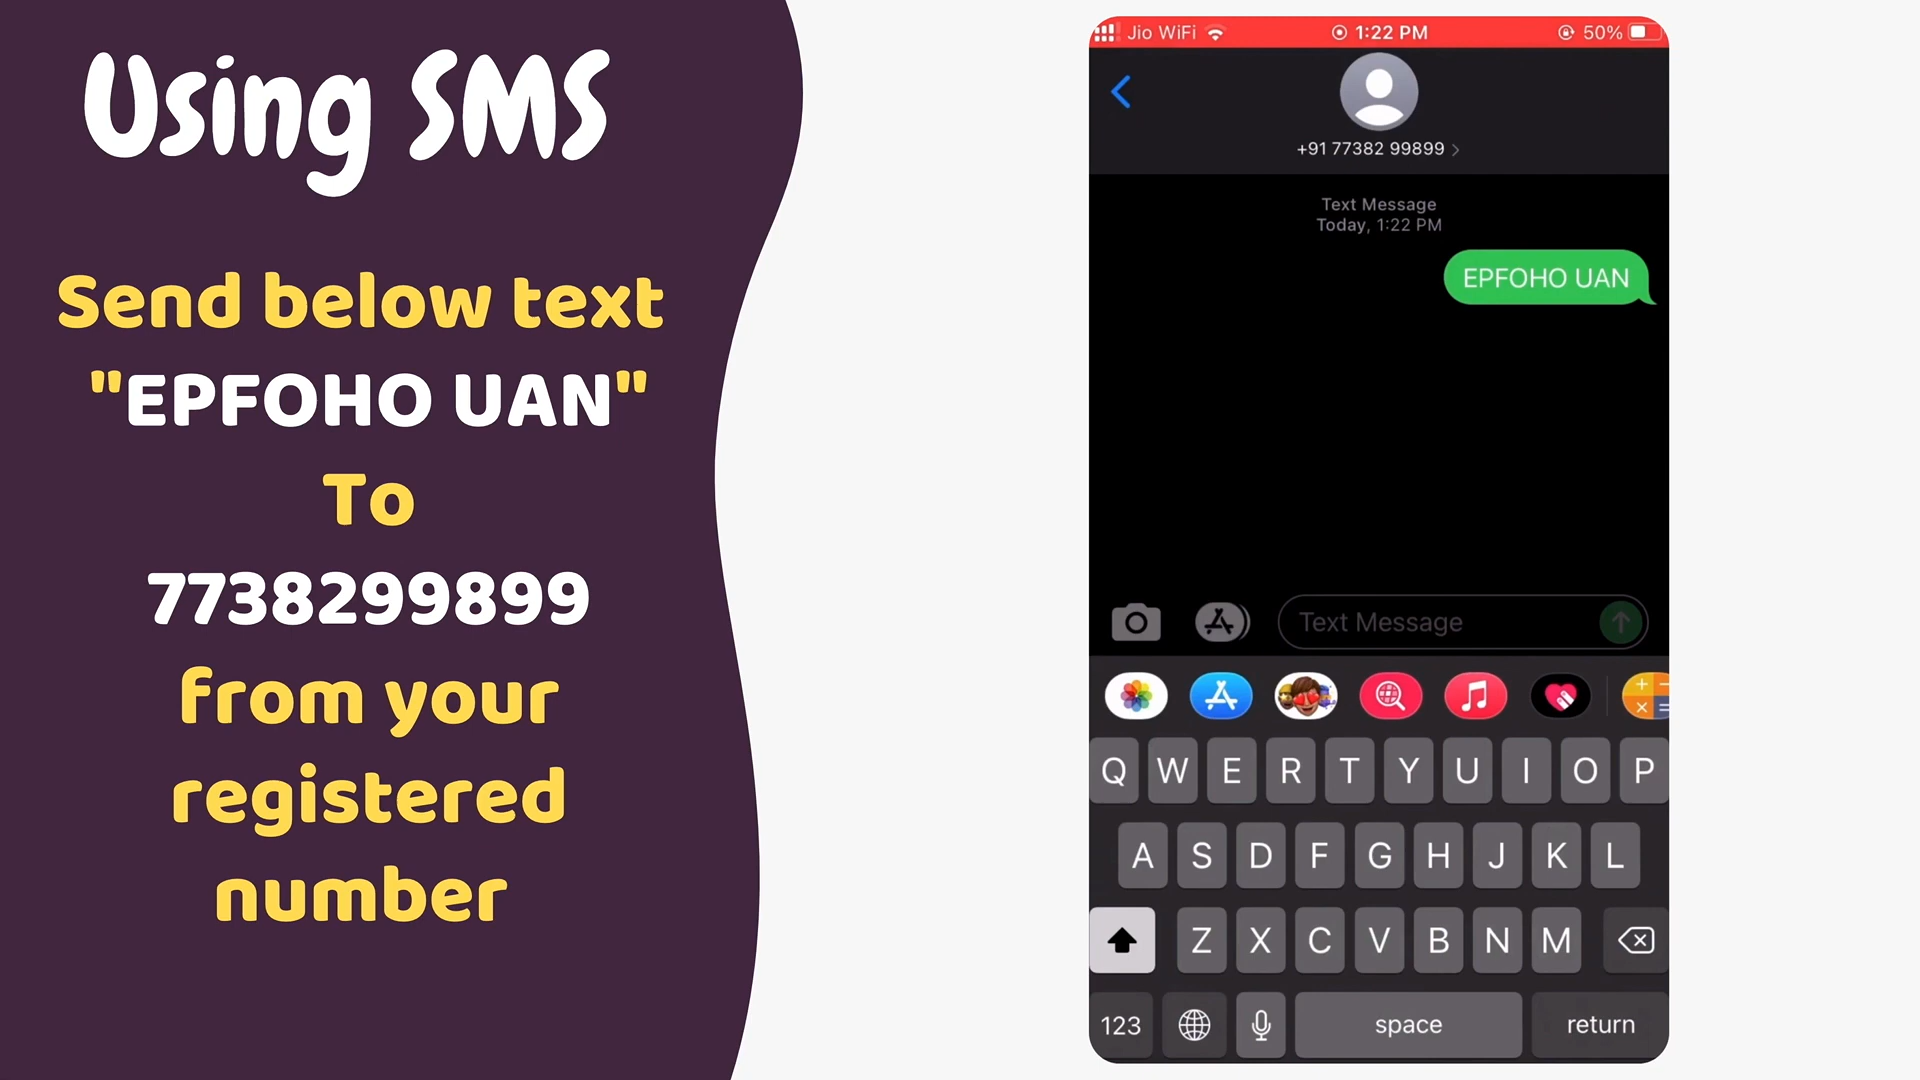 Using SMS
Send below text
"EPFOHO UAN"
To
7738299899
from your
registered
number
Jio WiFi 1:22 PM 50%
+91 77382 99899
Text Message
Today, 1:22 PM
EPFOHO UAN
Text Message
Q W E R T Y U I O P
A S D F G H J K L
Z X C V B N M
123 space return